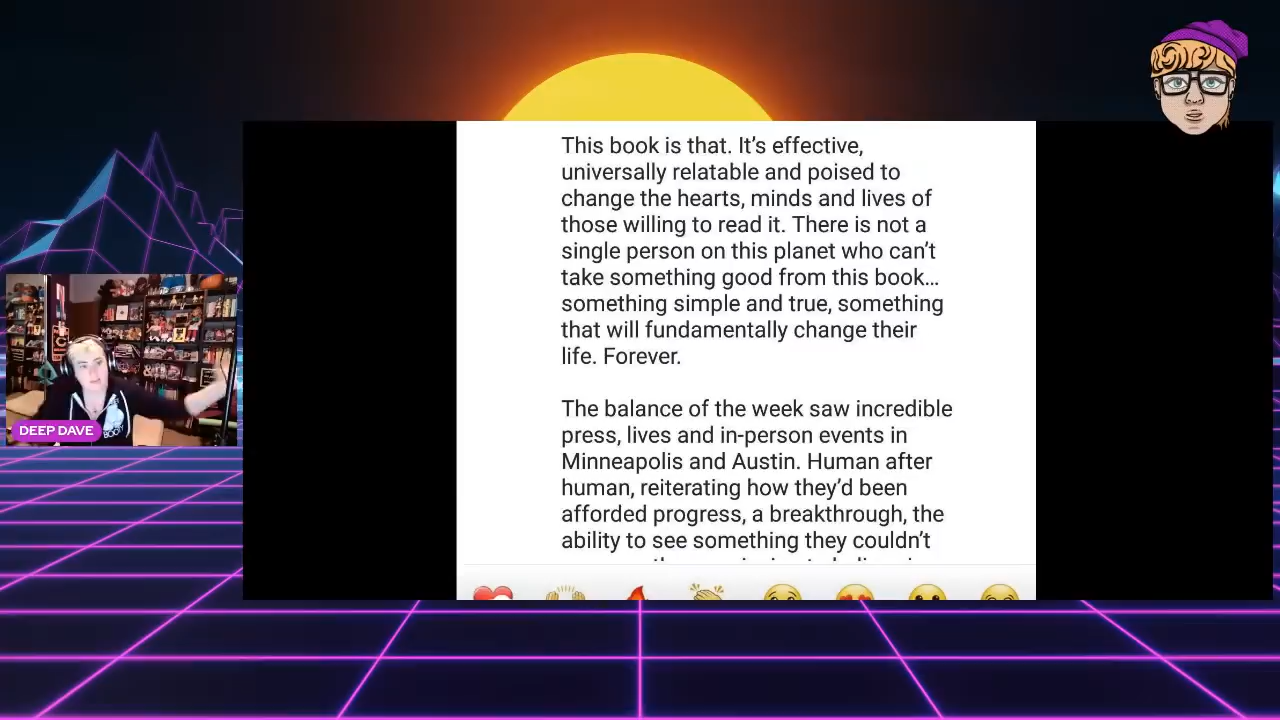 This book is that. It’s effective,
universally relatable and poised to
change the hearts, minds and lives of
those willing to read it. There is not a
single person on this planet who can’t
take something good from this book…
something simple and true, something
that will fundamentally change their
life. Forever.
The balance of the week saw incredible
press, lives and in-person events in
Minneapolis and Austin. Human after
human, reiterating how they’d been
afforded progress, a breakthrough, the
ability to see something they couldn’t
DEEP DAVE